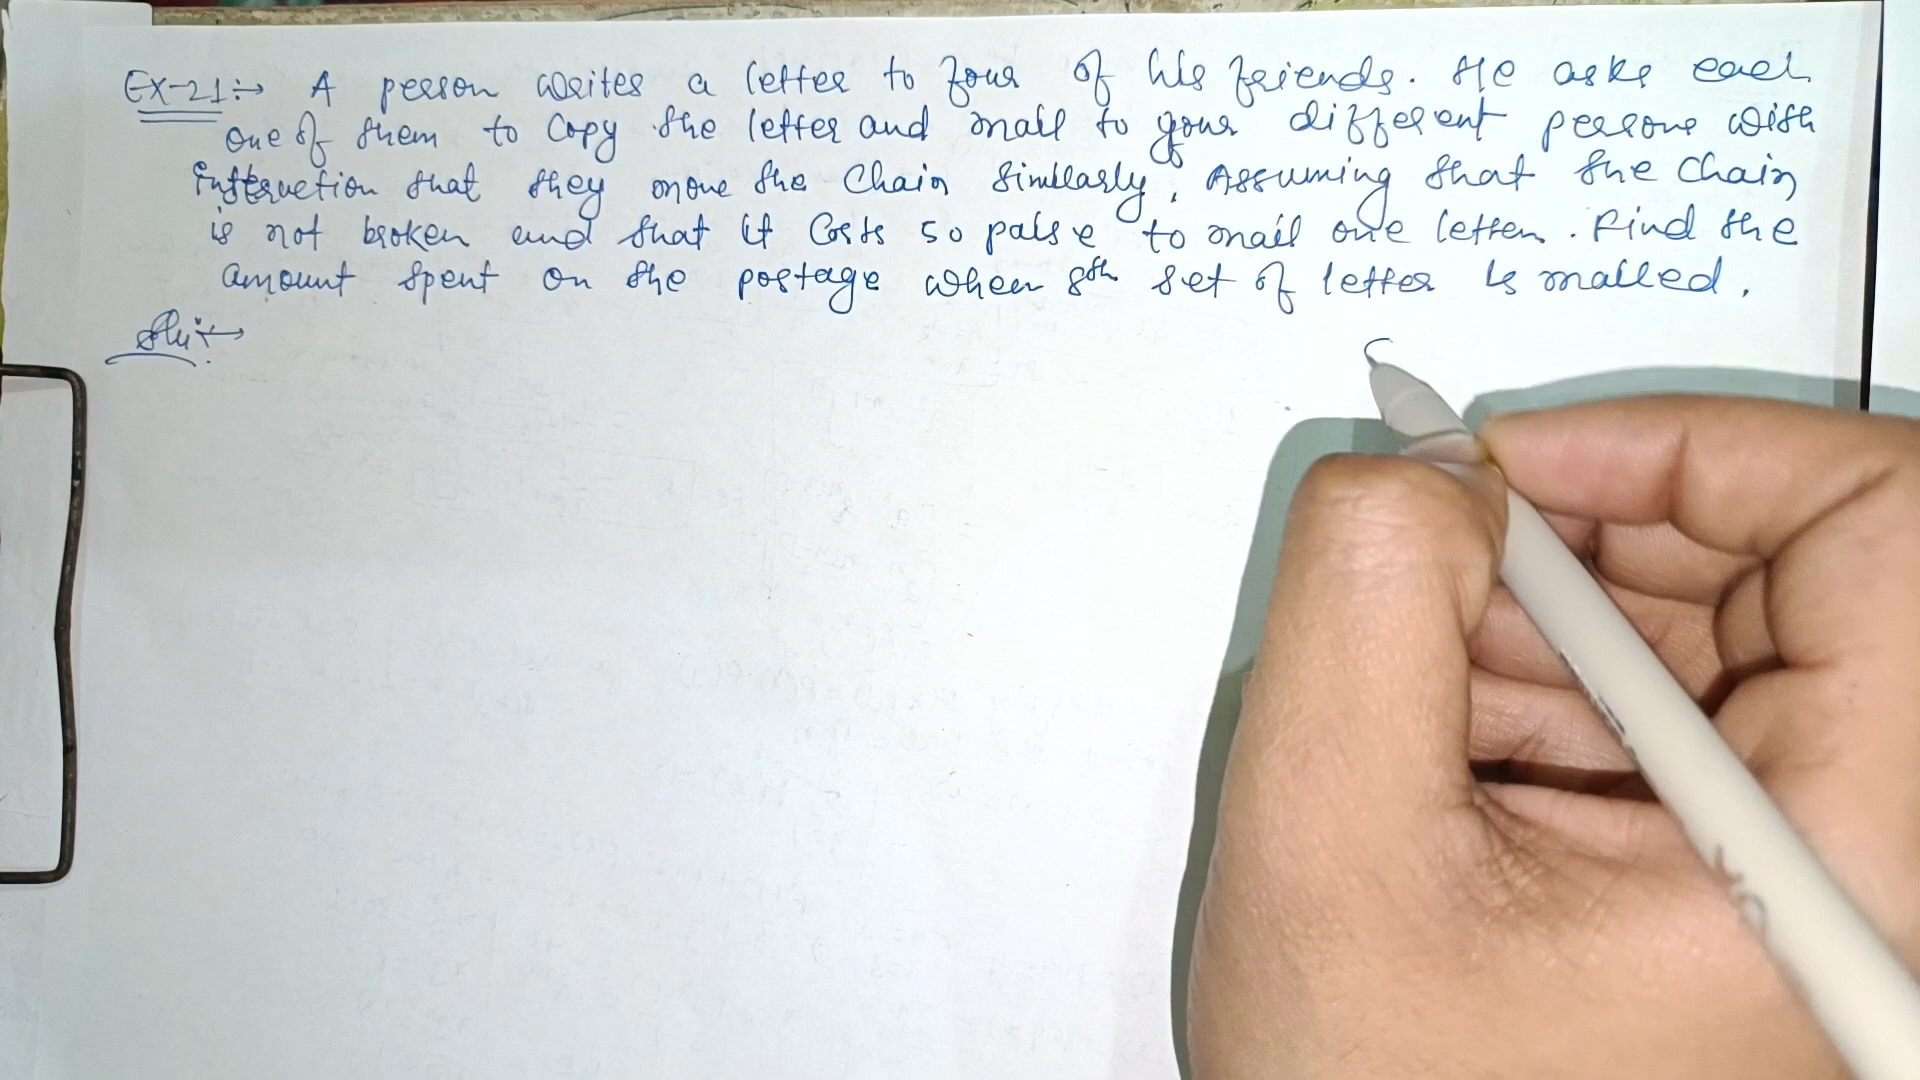 Ex-21:→ A person writes a letter to four of his friends. He asks each
one of them to copy the letter and mail to four different persons with
instruction that they move the chain similarly. Assuming that the chain
is not broken and that it costs 50 paise to mail one letter. Find the
amount spent on the postage when 8th set of letter is mailed.
Slu:→